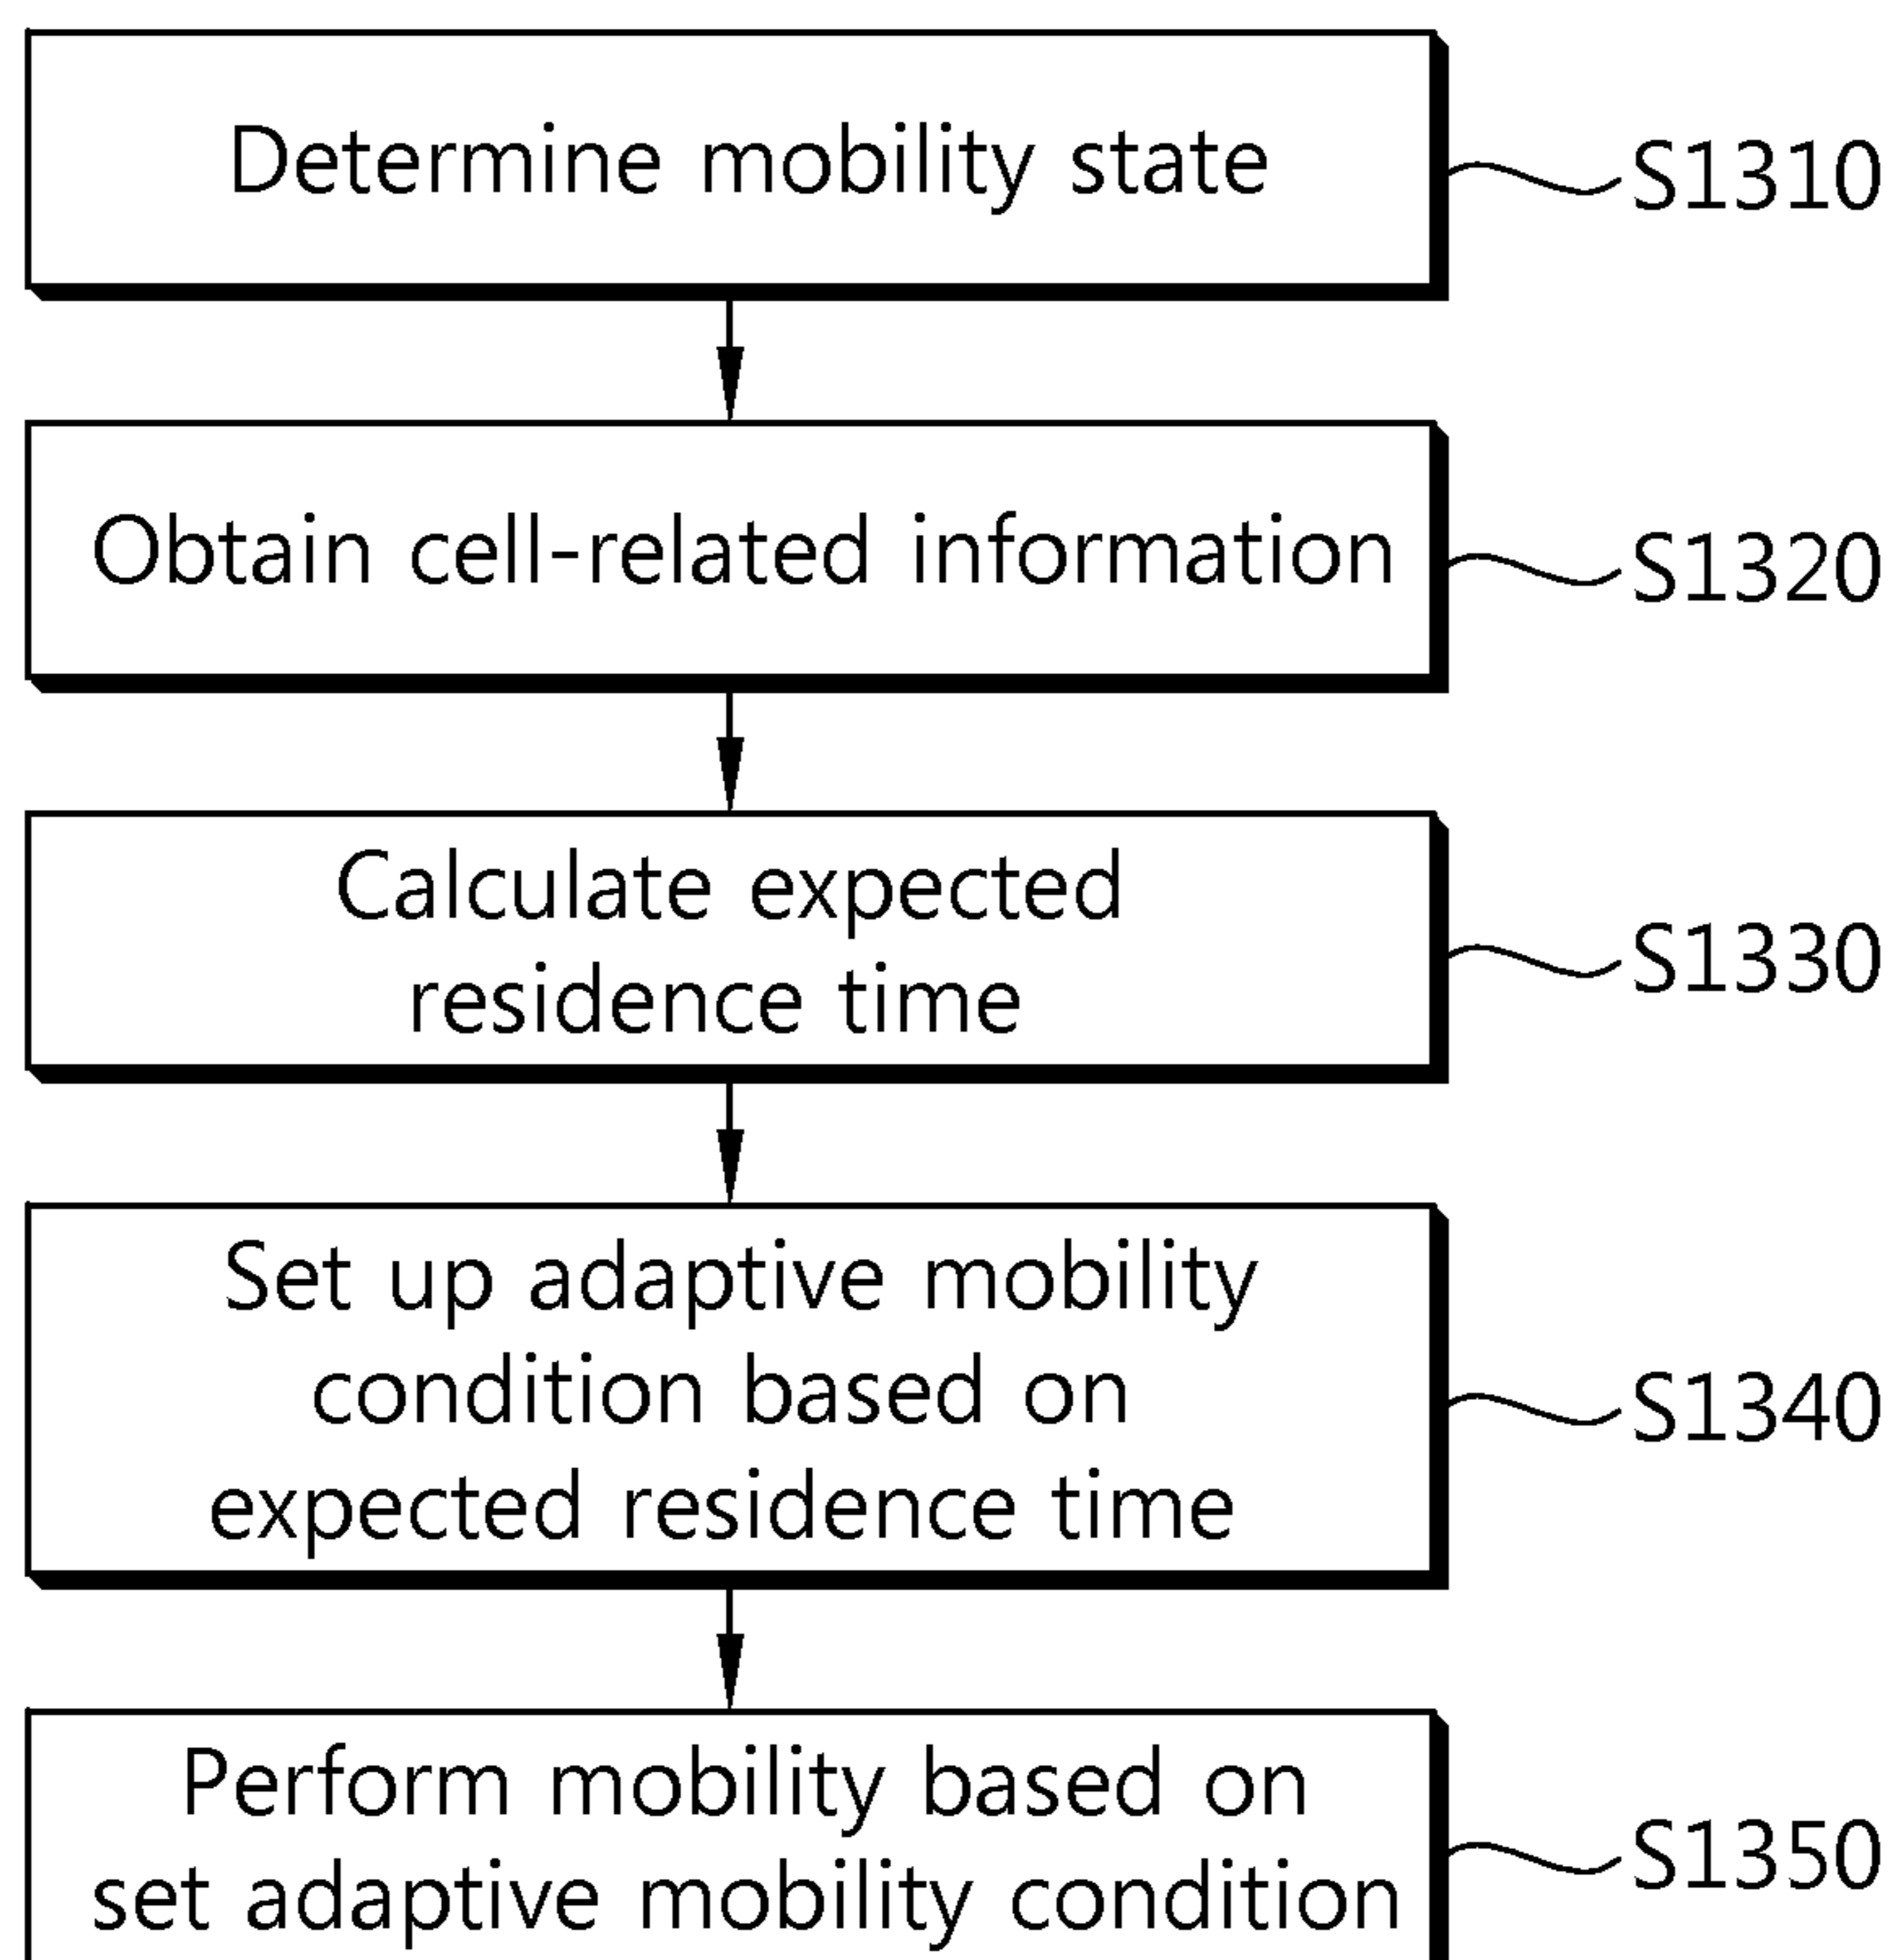 Determine mobility state
S1310
Obtain cell-related information
S1320
Calculate expected
residence time
S1330
Set up adaptive mobility
condition based on
expected residence time
S1340
Perform mobility based on
set adaptive mobility condition
S1350